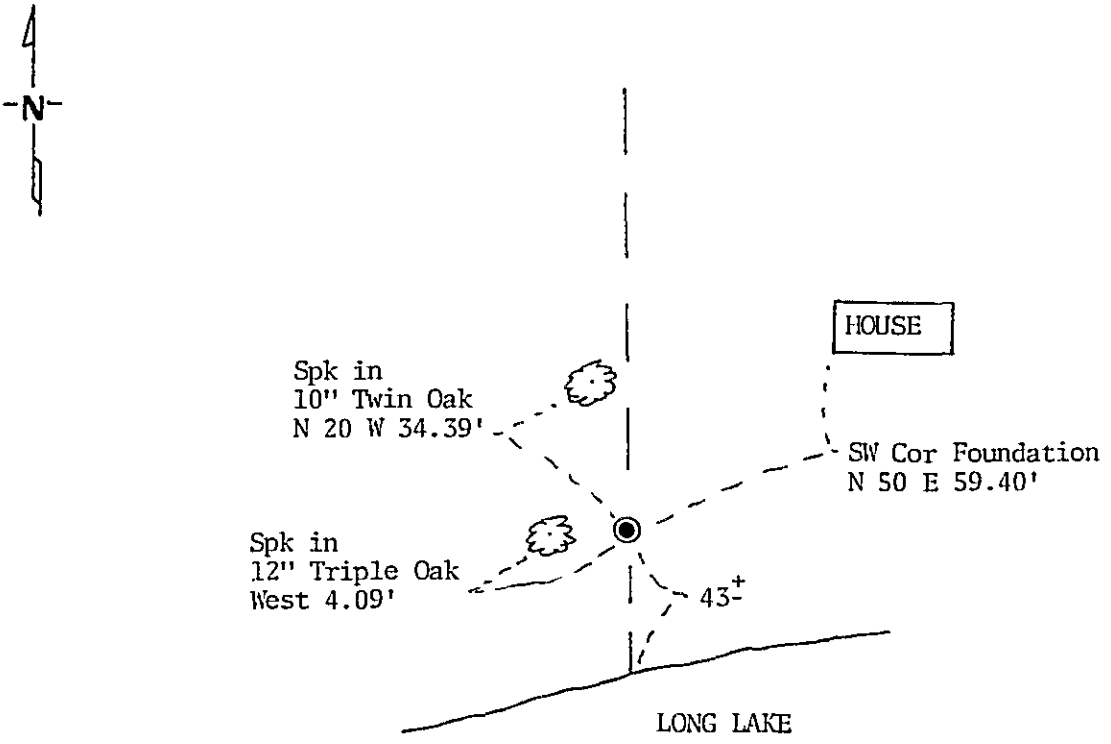 -N-
HOUSE
Spk in
10" Twin Oak
N 20 W 34.39'
SW Cor Foundation
N 50 E 59.40'
Spk in
12" Triple Oak
West 4.09'
43±
LONG LAKE